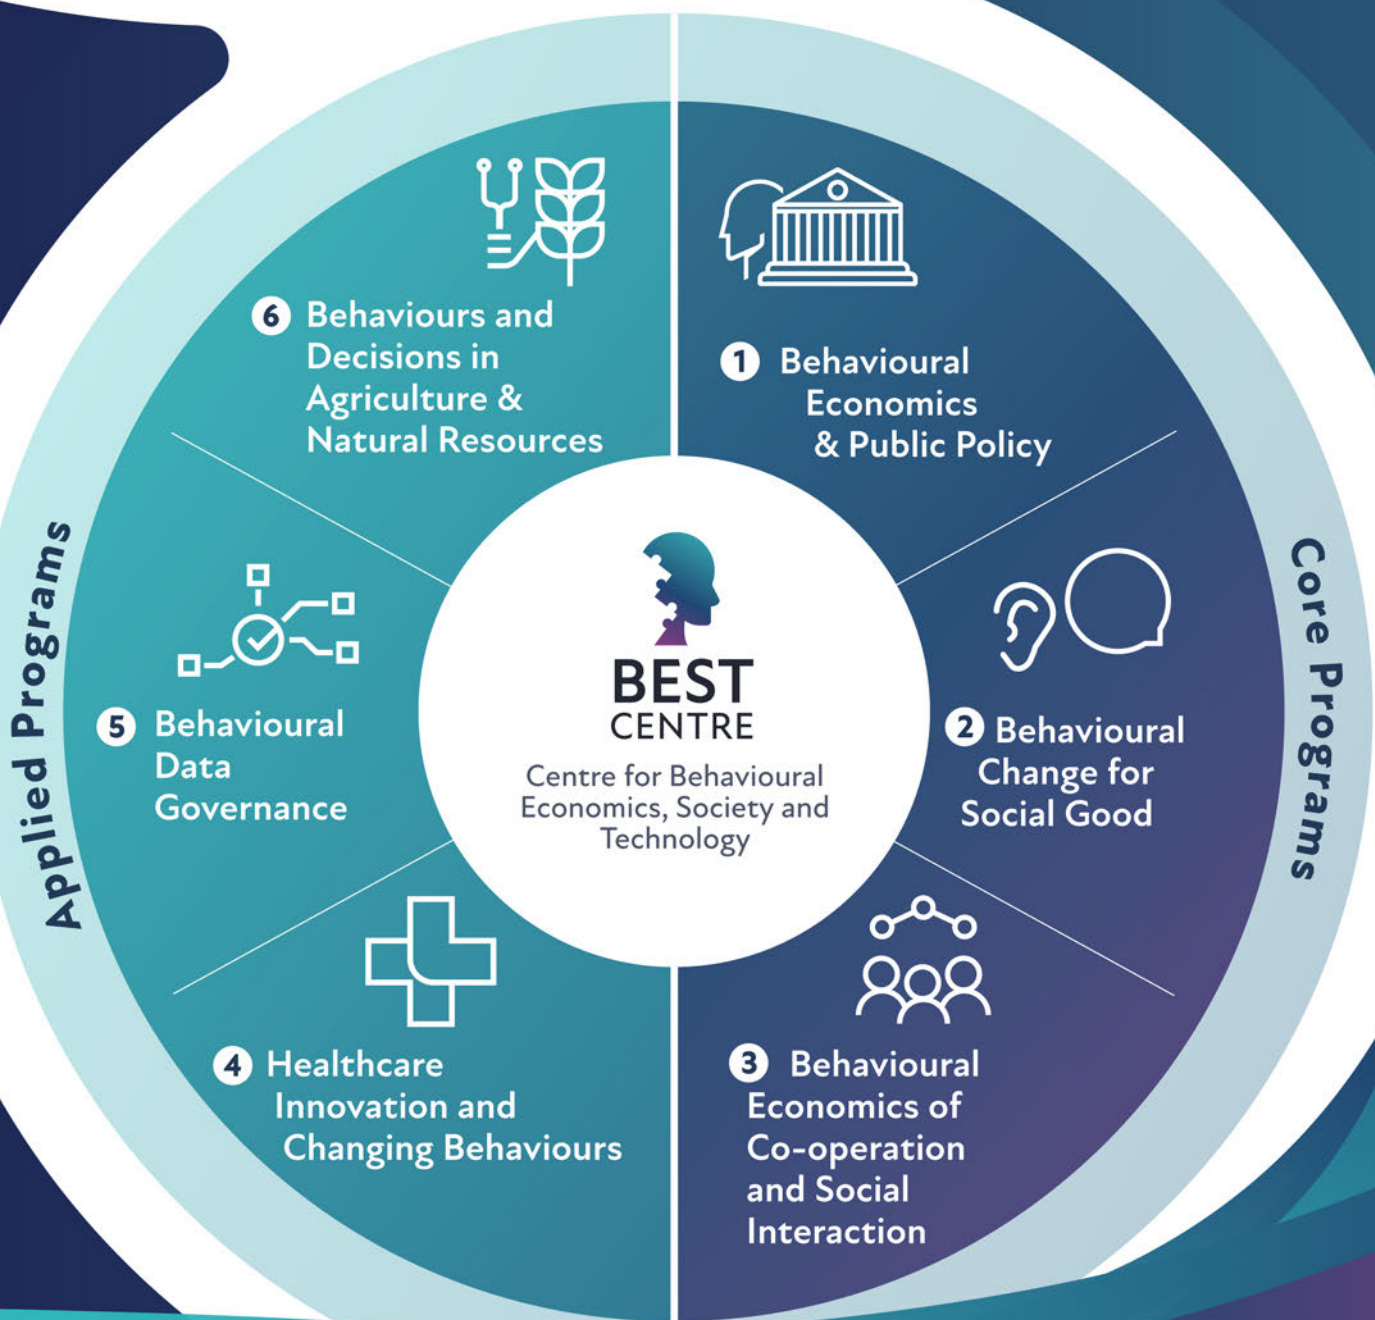 6 Behaviours and
Decisions in
Agriculture &
Natural Resources
1 Behavioural
Economics
& Public Policy
Applied Programs
Core Programs
5 Behavioural
Data
Governance
BEST
CENTRE
Centre for Behavioural
Economics, Society and
Technology
2 Behavioural
Change for
Social Good
4 Healthcare
Innovation and
Changing Behaviours
3 Behavioural
Economics of
Co-operation
and Social
Interaction